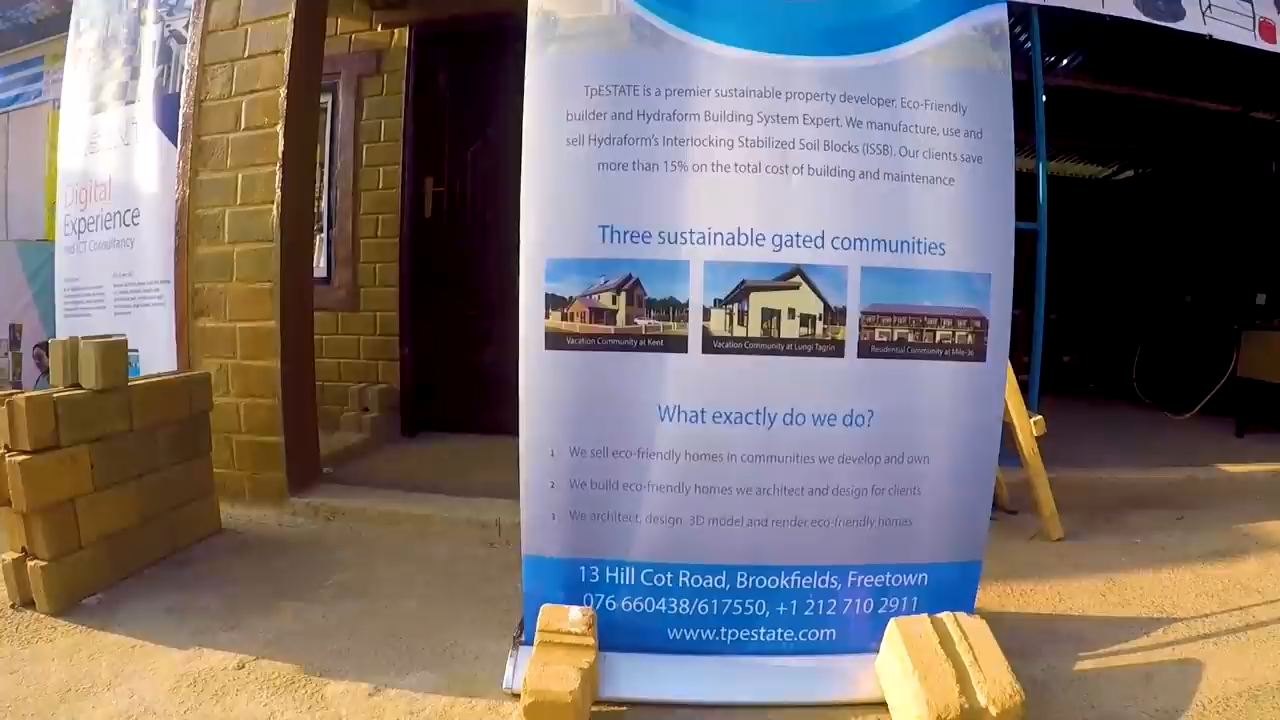 Digital
Experience
and ICT Consultancy
TpESTATE is a premier sustainable property developer, Eco-Friendly
builder and Hydraform Building System Expert. We manufacture, use and
sell Hydraform's Interlocking Stabilized Soil Blocks (ISSB). Our clients save
more than 15% on the total cost of building and maintenance
Three sustainable gated communities
Vacation Community at Kent
Vacation Community at Lungi Tagrin
Residential Community at Mile-36
What exactly do we do?
1 We sell eco-friendly homes in communities we develop and own
2 We build eco-friendly homes we architect and design for clients
3 We architect, design, 3D model and render eco-friendly homes
13 Hill Cot Road, Brookfields, Freetown
076 660438/617550, +1 212 710 2911
www.tpestate.com